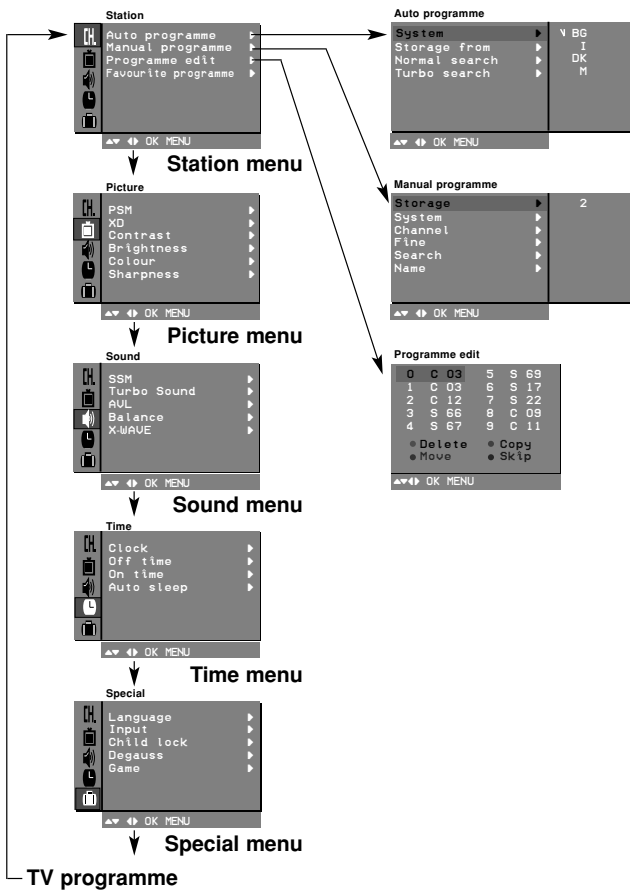 Station
CH.
Auto programme
Manual programme
Programme edit
Favourite programme
OK MENU
Station menu
Picture
CH.
PSM
XD
Contrast
Brightness
Colour
Sharpness
OK MENU
Picture menu
Sound
CH.
SSM
Turbo Sound
AVL
Balance
X-WAVE
OK MENU
Sound menu
Time
CH.
Clock
Off time
On time
Auto sleep
OK MENU
Time menu
Special
CH.
Language
Input
Child lock
Degauss
Game
OK MENU
Special menu
TV programme
Auto programme
System BG
Storage from I
Normal search DK
Turbo search M
OK MENU
Manual programme
Storage 2
System
Channel
Fine
Search
Name
OK MENU
Programme edit
0 C 03 5 S 69
1 C 03 6 S 17
2 C 12 7 S 22
3 S 66 8 C 09
4 S 67 9 C 11
Delete Copy
Move Skip
OK MENU